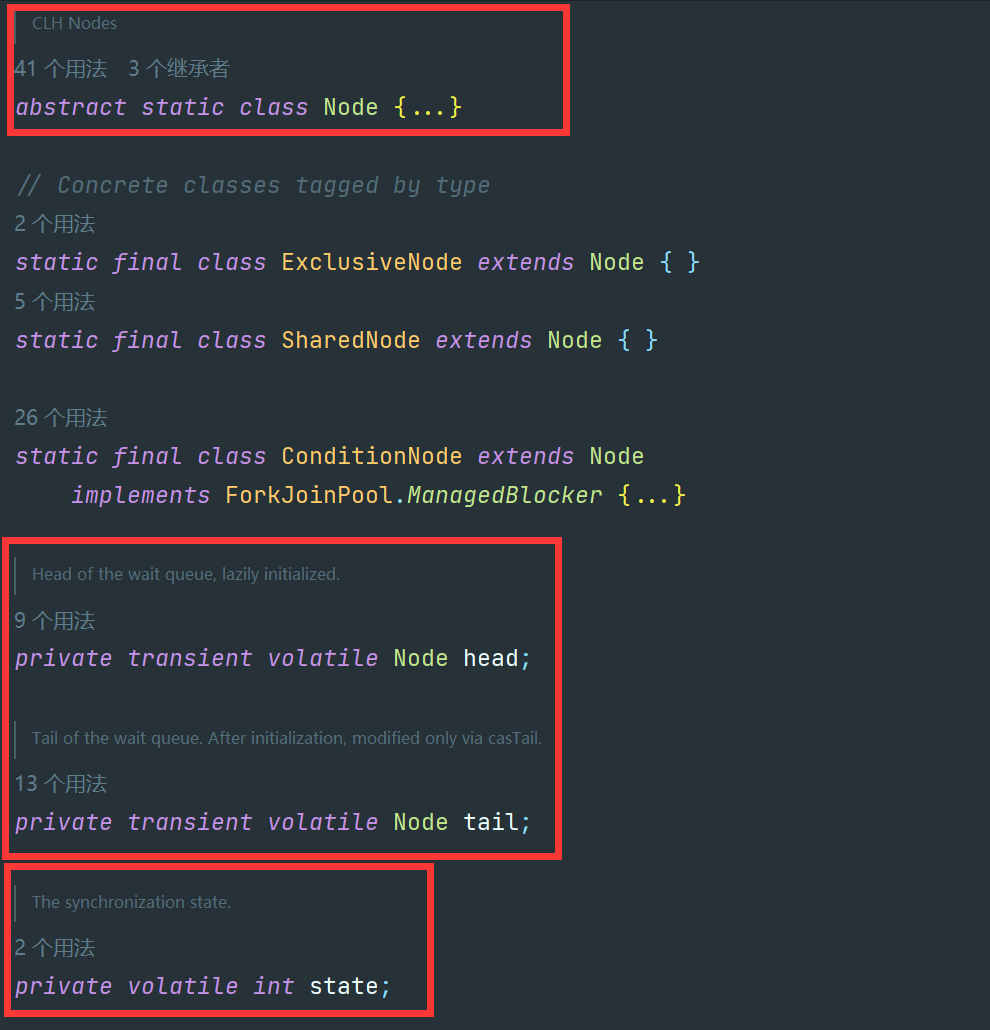 CLH Nodes
41 个用法 3 个继承者
abstract static class Node {...}
// Concrete classes tagged by type
2 个用法
static final class ExclusiveNode extends Node { }
5 个用法
static final class SharedNode extends Node { }
26 个用法
static final class ConditionNode extends Node
implements ForkJoinPool.ManagedBlocker {...}
Head of the wait queue, lazily initialized.
9 个用法
private transient volatile Node head;
Tail of the wait queue. After initialization, modified only via casTail.
13 个用法
private transient volatile Node tail;
The synchronization state.
2 个用法
private volatile int state;